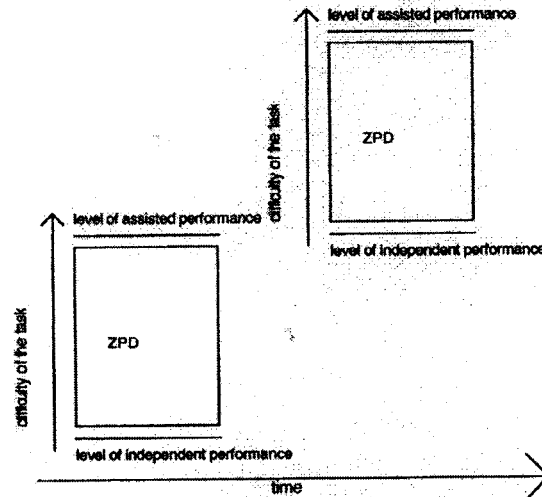 level of assisted performance
difficulty of the task
ZPD
level of independent performance
level of assisted performance
difficulty of the task
ZPD
level of independent performance
time